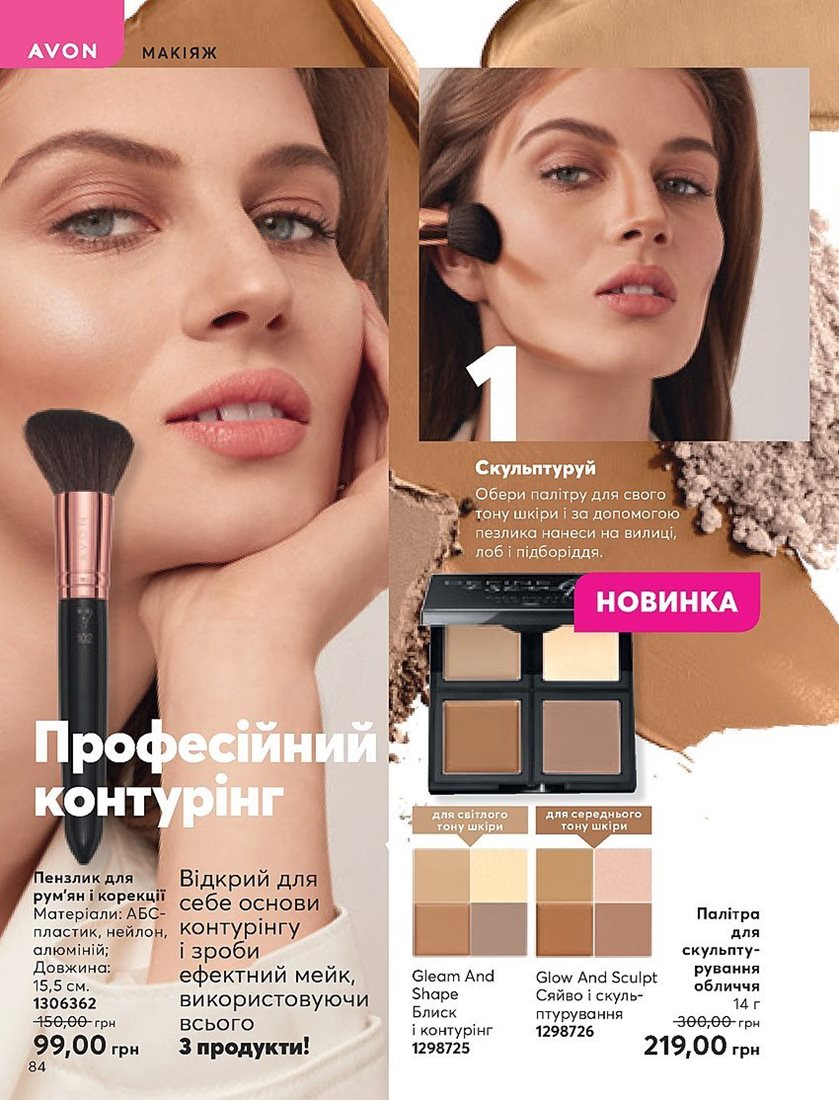 AVON
МАКІЯЖ
1
Скульптуруй
Обери палітру для свого
тону шкіри і за допомогою
пезлика нанеси на вилиці,
лоб і підборіддя.
НОВИНКА
Професійний
контурінг
для світлого
тону шкіри
для середнього
тону шкіри
Пензлик для
рум'ян і корекції
Матеріали: АБС-
пластик, нейлон,
алюміній;
Довжина:
15,5 см.
1306362
150,00 грн
99,00 грн
Відкрий для
себе основи
контурінгу
і зроби
ефектний мейк,
використовуючи
всього
3 продукти!
Gleam And
Shape
Блиск
і контурінг
1298725
Glow And Sculpt
Сяйво і скуль-
птурування
1298726
Палітра
для
скульпту-
рування
обличчя
14 г
300,00 грн
219,00 грн
84